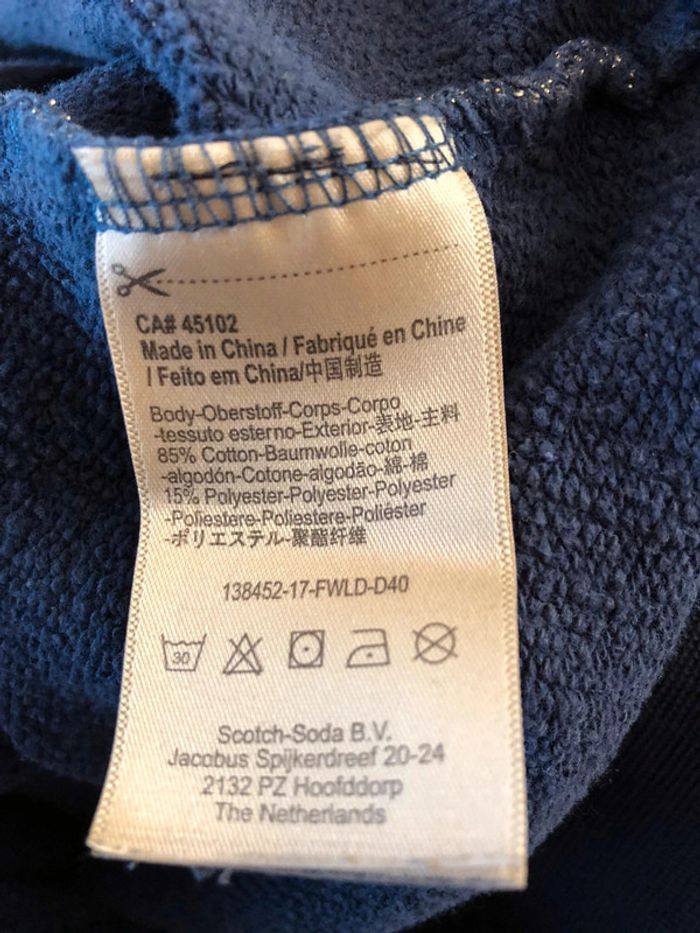 CA# 45102
Made in China / Fabriqué en Chine
/ Feito em China/中国制造
Body-Oberstoff-Corps-Corpo
-tessuto esterno-Exterior-表地-主料
85% Cotton-Baumwolle-coton
-algodón-Cotone-algodão-綿-棉
15% Polyester-Polyester-Polyester
-Poliestere-Poliestere-Poliéster
-ポリエステル-聚酯纤维
138452-17-FWLD-D40
30
Scotch-Soda B.V.
Jacobus Spijkerdreef 20-24
2132 PZ Hoofddorp
The Netherlands